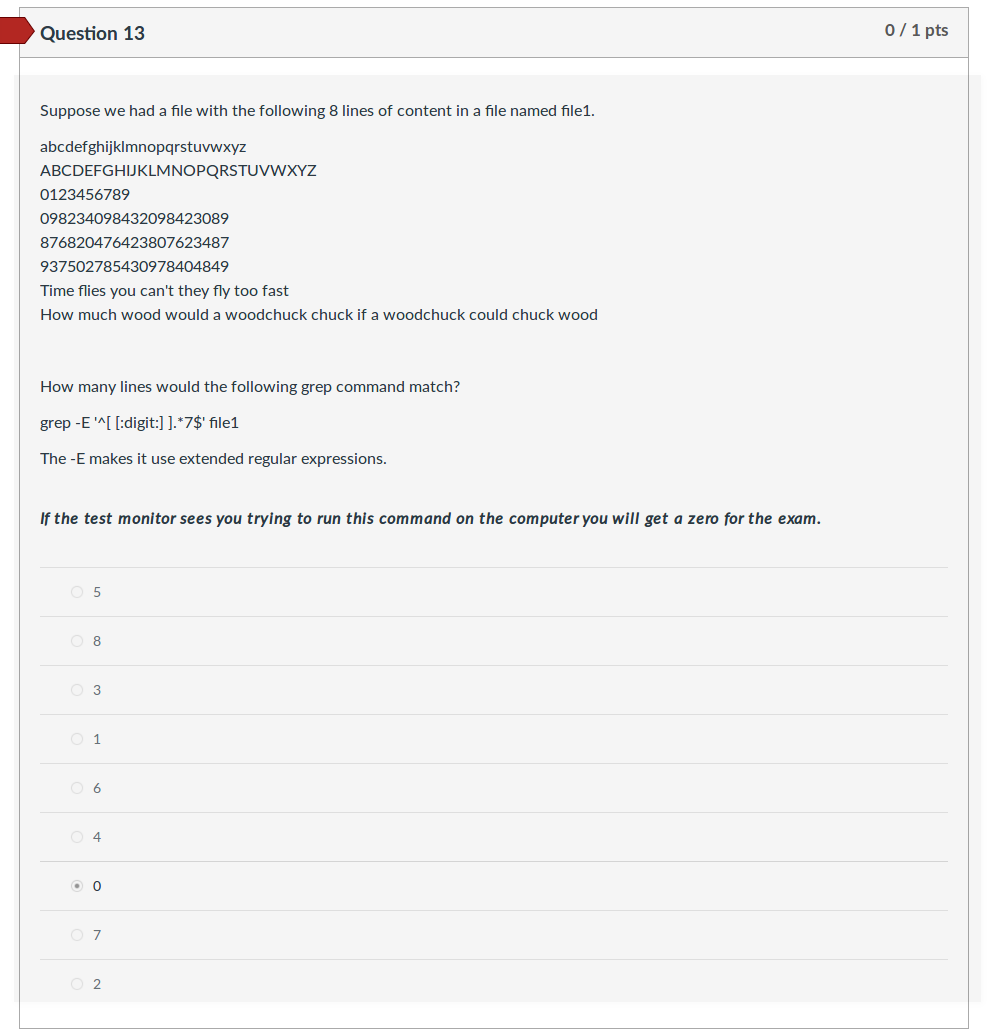 Question 13
0 / 1 pts
Suppose we had a file with the following 8 lines of content in a file named file1.
abcdefghijklmnopqrstuvwxyz
ABCDEFGHIJKLMNOPQRSTUVWXYZ
0123456789
098234098432098423089
876820476423807623487
937502785430978404849
Time flies you can't they fly too fast
How much wood would a woodchuck chuck if a woodchuck could chuck wood
How many lines would the following grep command match?
grep -E '^[ [:digit:] ].*7$' file1
The -E makes it use extended regular expressions.
If the test monitor sees you trying to run this command on the computer you will get a zero for the exam.
5
8
3
1
6
4
0
7
2